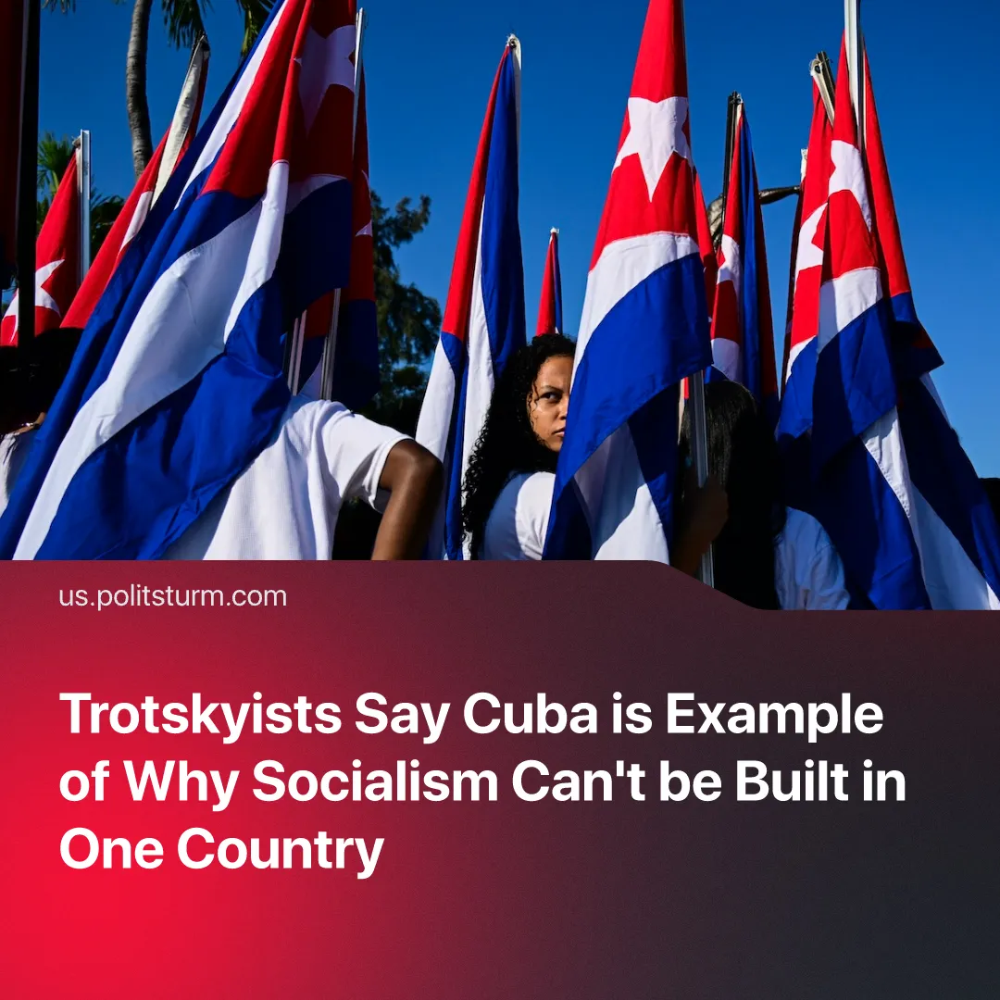 us.politsturm.com
Trotskyists Say Cuba is Example
of Why Socialism Can't be Built in
One Country